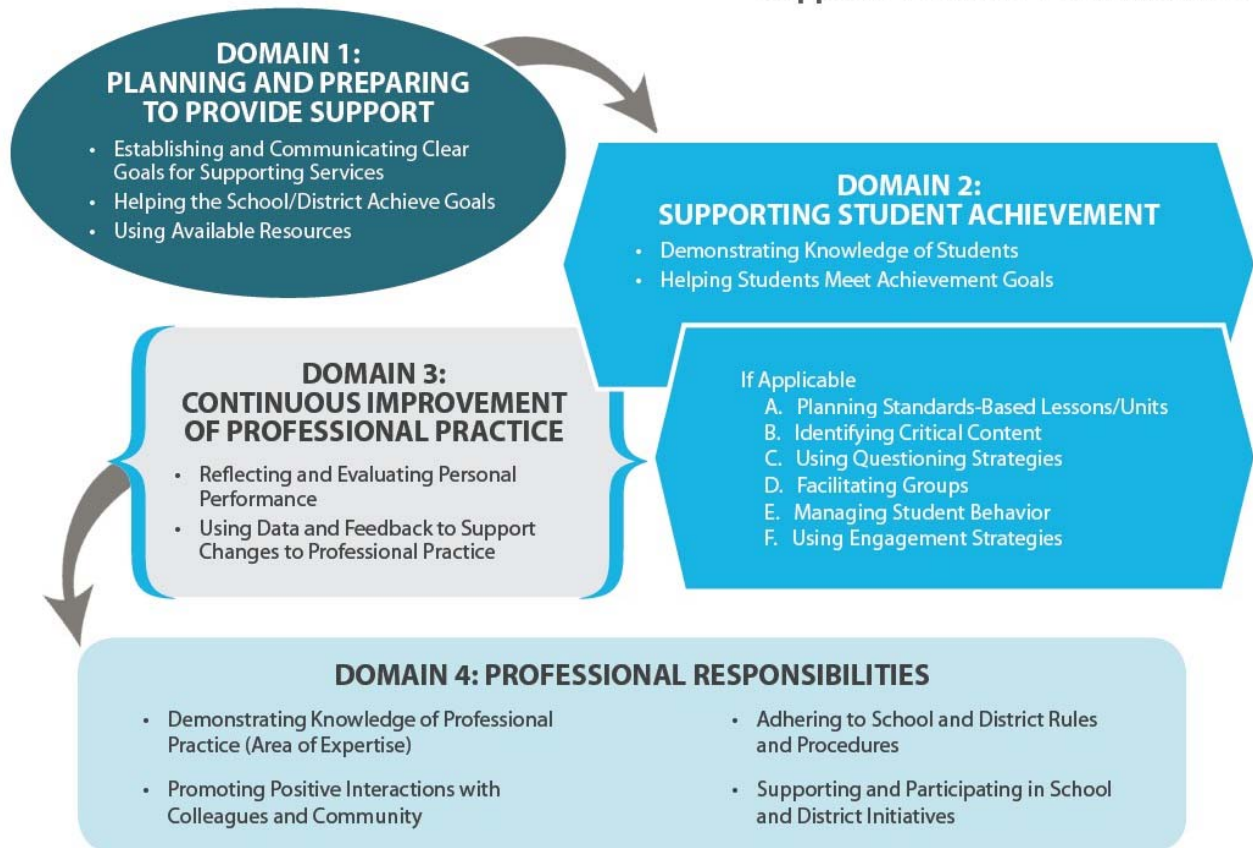 DOMAIN 1:
PLANNING AND PREPARING
TO PROVIDE SUPPORT
• Establishing and Communicating Clear
Goals for Supporting Services
• Helping the School/District Achieve Goals
• Using Available Resources
DOMAIN 2:
SUPPORTING STUDENT ACHIEVEMENT
• Demonstrating Knowledge of Students
• Helping Students Meet Achievement Goals
If Applicable
A. Planning Standards-Based Lessons/Units
B. Identifying Critical Content
C. Using Questioning Strategies
D. Facilitating Groups
E. Managing Student Behavior
F. Using Engagement Strategies
DOMAIN 3:
CONTINUOUS IMPROVEMENT
OF PROFESSIONAL PRACTICE
• Reflecting and Evaluating Personal
Performance
• Using Data and Feedback to Support
Changes to Professional Practice
DOMAIN 4: PROFESSIONAL RESPONSIBILITIES
• Demonstrating Knowledge of Professional
Practice (Area of Expertise)
• Promoting Positive Interactions with
Colleagues and Community
• Adhering to School and District Rules
and Procedures
• Supporting and Participating in School
and District Initiatives